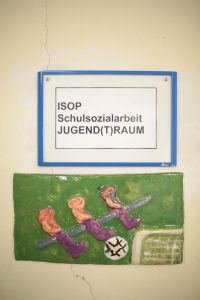 ISOP
Schulsozialarbeit
JUGEND(T)RAUM